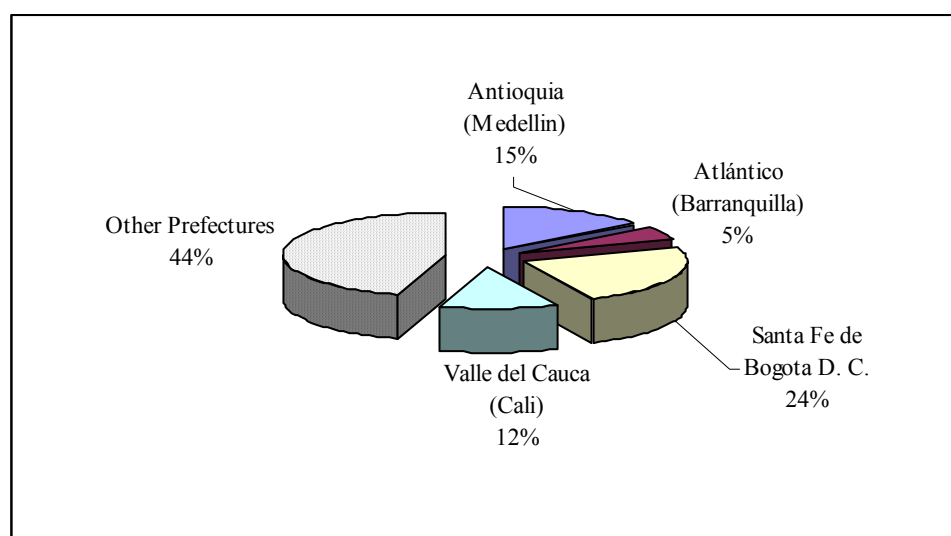 Antioquia
(Medellin)
15%
Atlántico
(Barranquilla)
5%
Other Prefectures
44%
Santa Fe de
Bogota D. C.
24%
Valle del Cauca
(Cali)
12%